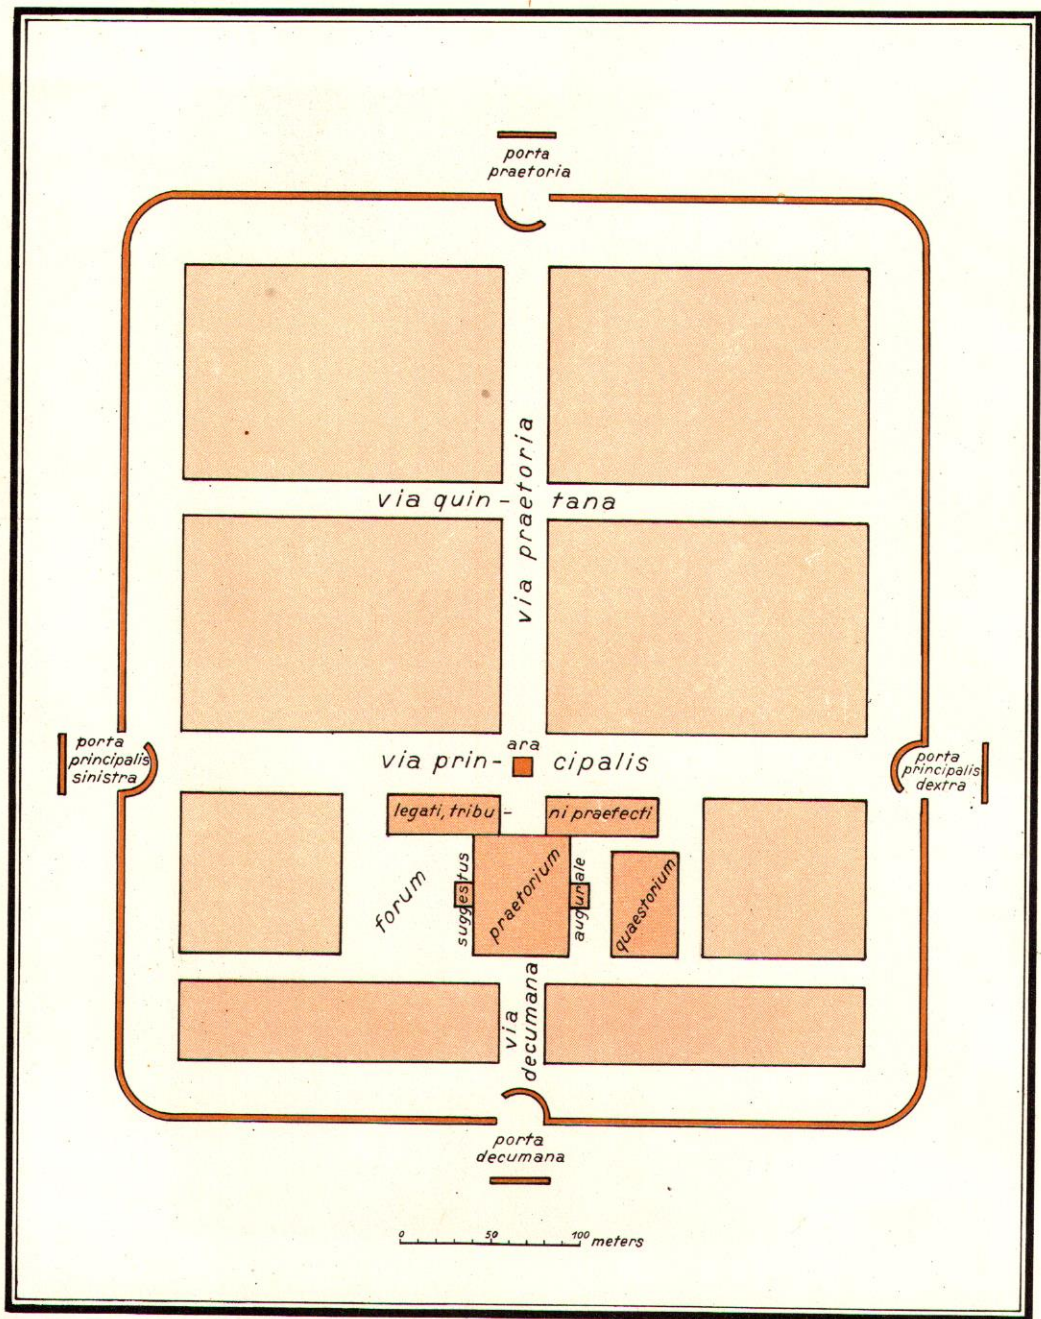 porta
praetoria
via praetoria
via quin- tana
ara
via prin- cipalis
porta
principalis
sinistra
porta
principalis
dextra
legati, tribu- ni praefecti
forum
suggestus
praetorium
augurale
quaestorium
via
decumana
porta
decumana
0 50 100 meters